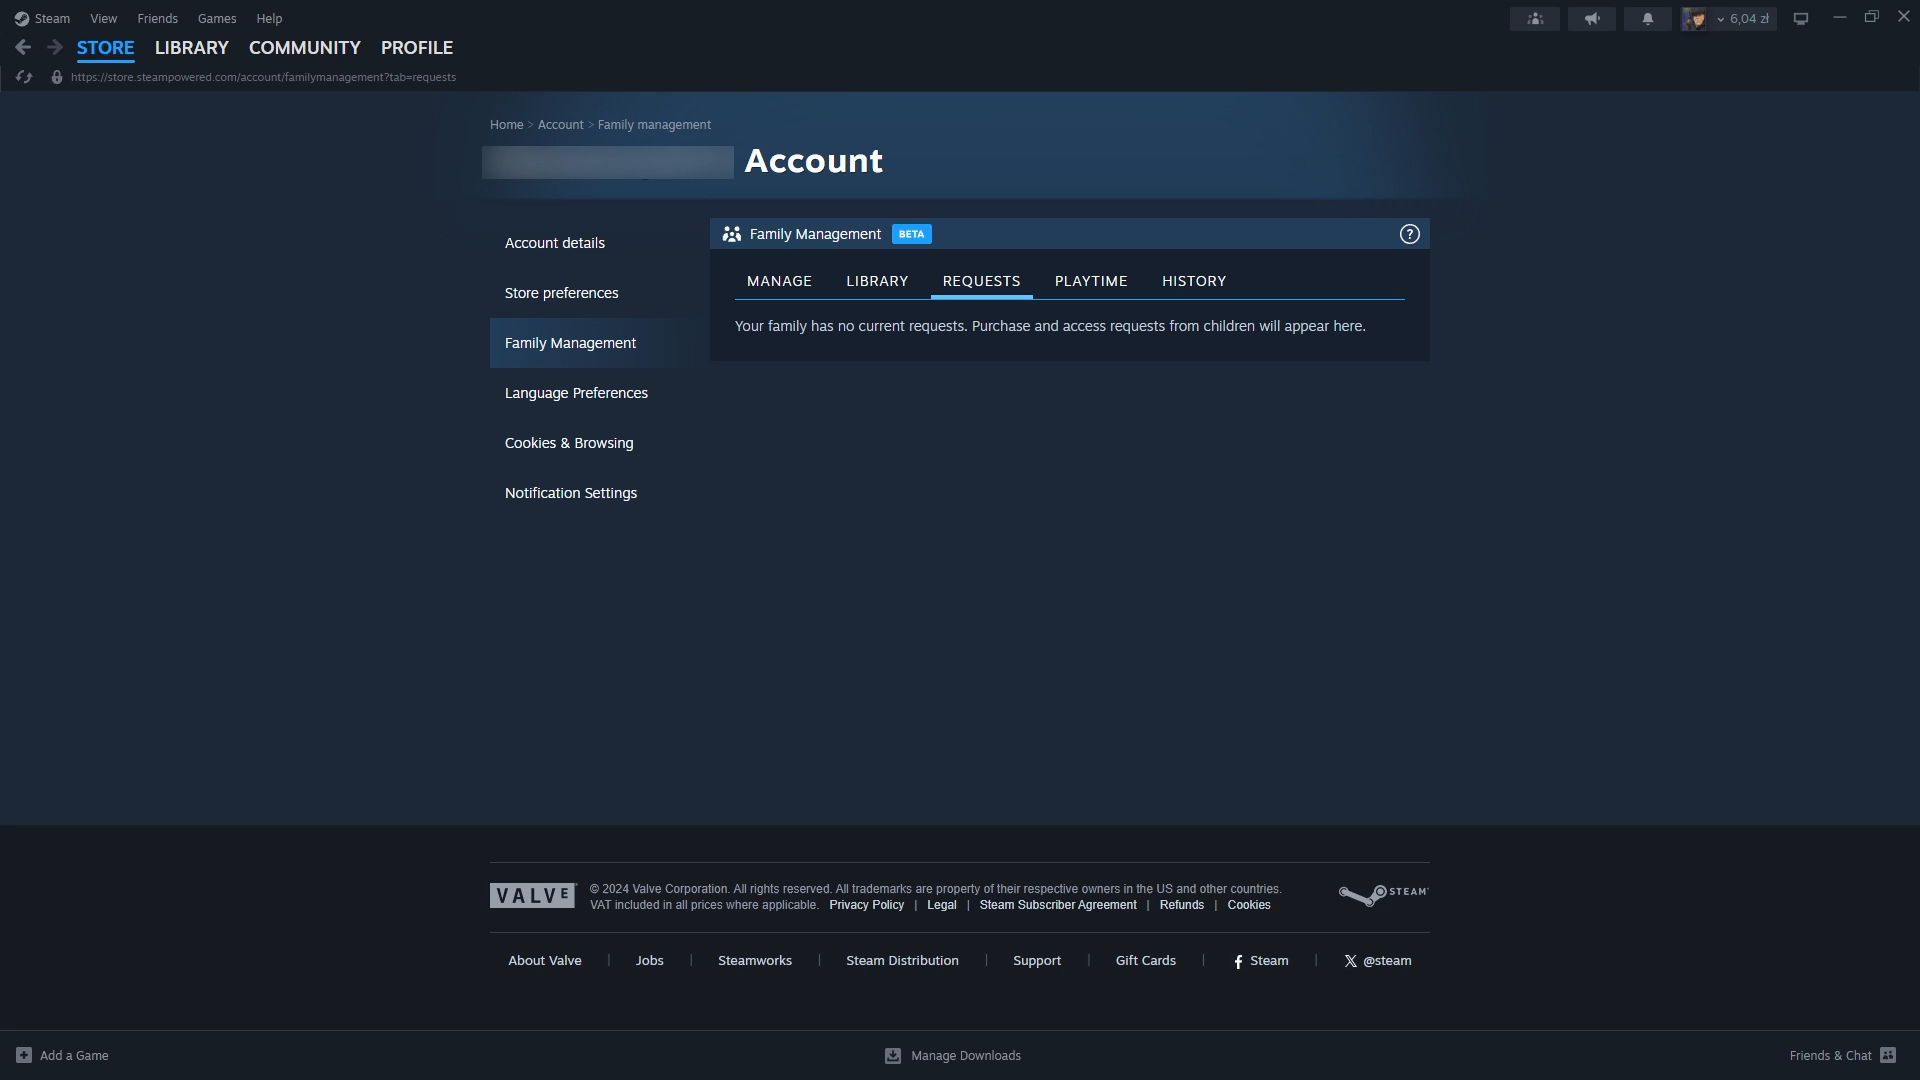 Steam View Friends Games Help
6,04 zł
STORE LIBRARY COMMUNITY PROFILE
https://store.steampowered.com/account/familymanagement?tab=requests
Home > Account > Family management
Account
Account details
Store preferences
Family Management
Language Preferences
Cookies & Browsing
Notification Settings
Family Management BETA ?
MANAGE LIBRARY REQUESTS PLAYTIME HISTORY
Your family has no current requests. Purchase and access requests from children will appear here.
VALVE
© 2024 Valve Corporation. All rights reserved. All trademarks are property of their respective owners in the US and other countries.
VAT included in all prices where applicable. Privacy Policy | Legal | Steam Subscriber Agreement | Refunds | Cookies
STEAM
About Valve | Jobs | Steamworks | Steam Distribution | Support | Gift Cards | Steam | @steam
Add a Game
Manage Downloads
Friends & Chat